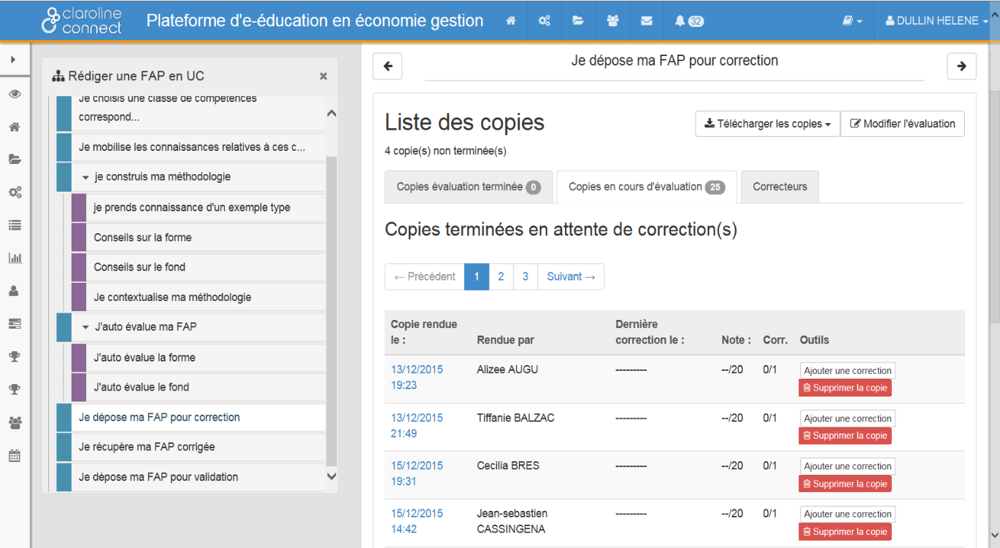 claroline
connect
Plateforme d'e-éducation en économie gestion
32
DULLIN HELENE
Rédiger une FAP en UC
Je choisis une classe de compétences
correspond...
Je mobilise les connaissances relatives à ces c...
je construis ma méthodologie
je prends connaissance d'un exemple type
Conseils sur la forme
Conseils sur le fond
Je contextualise ma méthodologie
J'auto évalue ma FAP
J'auto évalue la forme
J'auto évalue le fond
Je dépose ma FAP pour correction
Je récupère ma FAP corrigée
Je dépose ma FAP pour validation
Je dépose ma FAP pour correction
Liste des copies
Télécharger les copies
Modifier l'évaluation
4 copie(s) non terminée(s)
Copies évaluation terminée 0
Copies en cours d'évaluation 25
Correcteurs
Copies terminées en attente de correction(s)
← Précédent 1 2 3 Suivant →
Copie rendue
le :
Rendue par
Dernière
correction le :
Note :
Corr.
Outils
13/12/2015
19:23
Alizee AUGU
---------
--/20
0/1
Ajouter une correction
Supprimer la copie
13/12/2015
21:49
Tiffanie BALZAC
---------
--/20
0/1
Ajouter une correction
Supprimer la copie
15/12/2015
19:31
Cecilia BRES
---------
--/20
0/1
Ajouter une correction
Supprimer la copie
15/12/2015
14:42
Jean-sebastien
CASSINGENA
---------
--/20
0/1
Ajouter une correction
Supprimer la copie